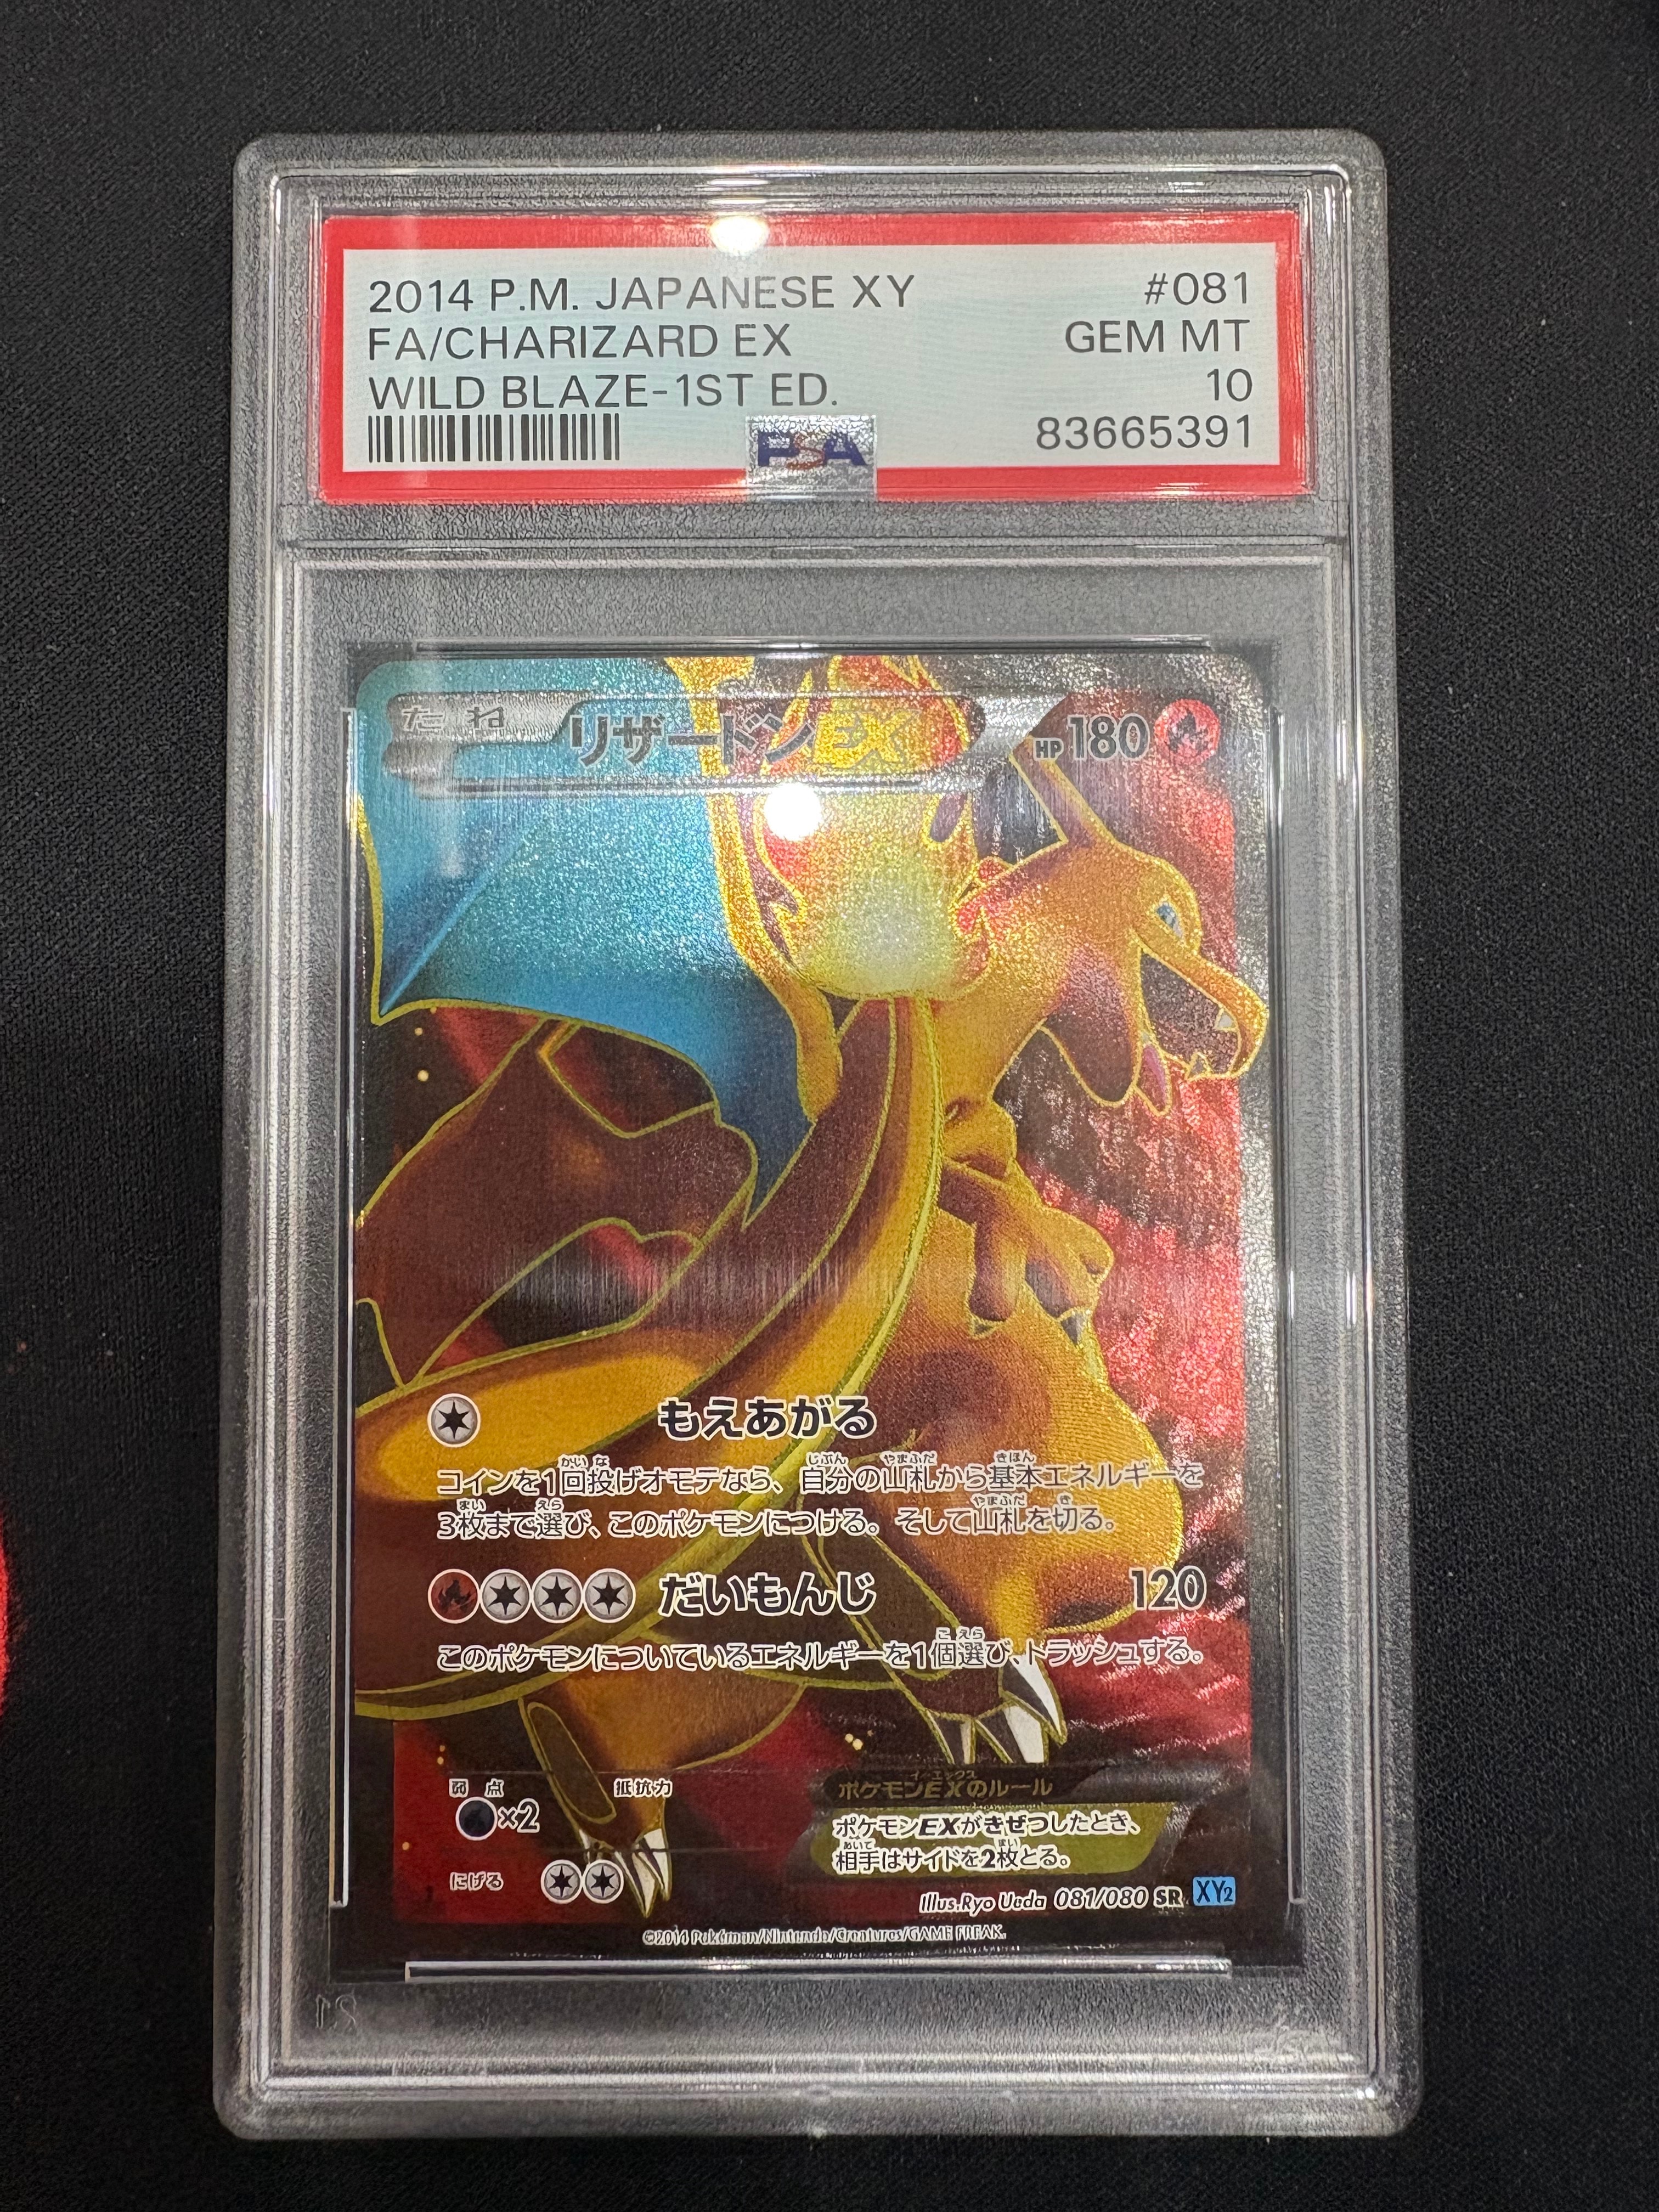 2014 P.M. JAPANESE XY #081
FA/CHARIZARD EX GEM MT
WILD BLAZE-1ST ED. 10
PSA 83665391
たね リザードンEX HP180
もえあがる
コインを1回投げオモテなら、自分の山札から基本エネルギーを
3枚まで選び、このポケモンにつける。そして山札を切る。
だいもんじ 120
このポケモンについているエネルギーを1個選び、トラッシュする。
弱点 抵抗力
×2
にげる
ポケモンEXのルール
ポケモンEXがきぜつしたとき、
相手はサイドを2枚とる。
Illus.Ryo Ueda 081/080 SR XY2
©2014 Pokémon/Nintendo/Creatures/GAME FREAK.